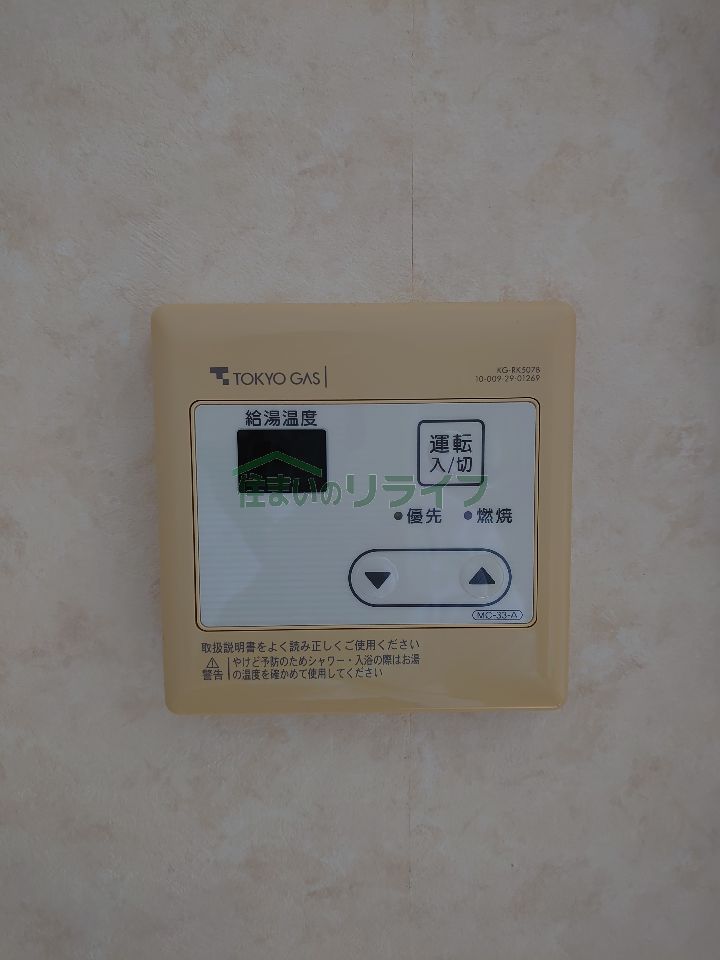 TOKYO GAS
KG-RK507B
10-009-29-01269
給湯温度
運転
入/切
住まいのリライフ
優先 燃焼
MC-33-A
取扱説明書をよく読み正しくご使用ください
警告
やけど予防のためシャワー・入浴の際はお湯
の温度を確かめて使用してください